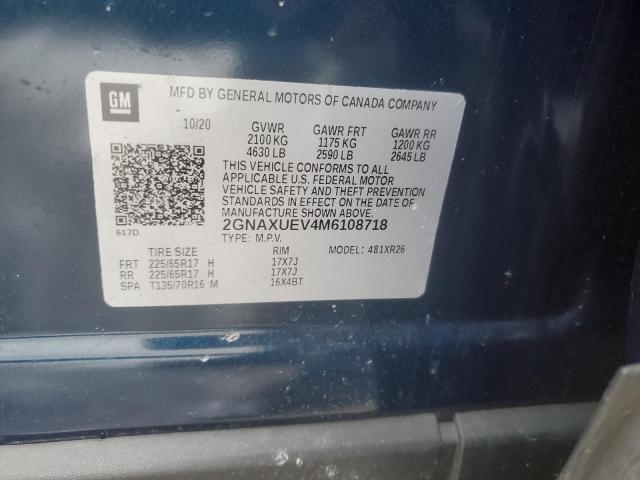 GM
MFD BY GENERAL MOTORS OF CANADA COMPANY
10/20 GVWR GAWR FRT GAWR RR
2100 KG 1175 KG 1200 KG
4630 LB 2590 LB 2645 LB
THIS VEHICLE CONFORMS TO ALL
APPLICABLE U.S. FEDERAL MOTOR
VEHICLE SAFETY AND THEFT PREVENTION
STANDARDS IN EFFECT ON THE DATE OF
MANUFACTURE SHOWN ABOVE.
617D 2GNAXUEV4M6108718
TYPE: M.P.V. MODEL: 481XR26
TIRE SIZE RIM
FRT 225/65R17 H 17X7J
RR 225/65R17 H 17X7J
SPA T135/70R16 M 16X4BT